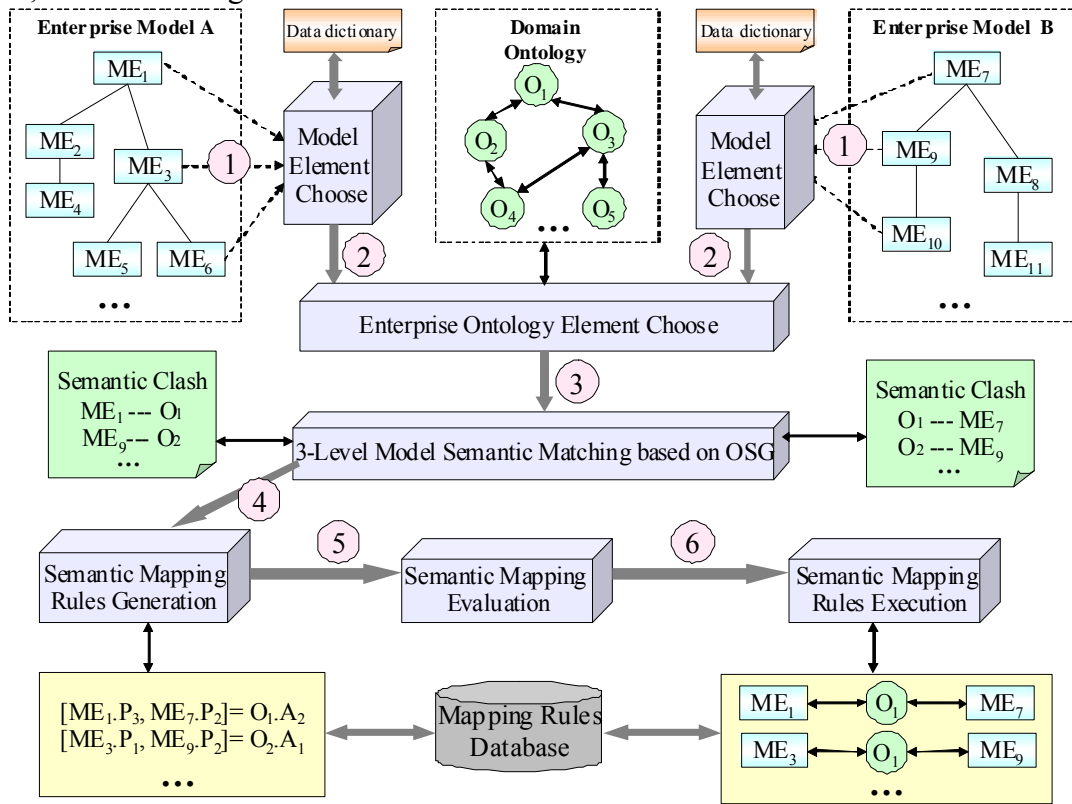 Enterprise Model A
Data dictionary
Domain
Ontology
Data dictionary
Enterprise Model B
ME1
ME2
ME3
ME4
ME5
ME6
...
1
Model
Element
Choose
O1
O2
O3
O4
O5
...
Model
Element
Choose
1
ME7
ME9
ME8
ME10
ME11
...
2
2
Enterprise Ontology Element Choose
3
Semantic Clash
ME1 --- O1
ME9--- O2
...
3-Level Model Semantic Matching based on OSG
Semantic Clash
O1 --- ME7
O2 --- ME9
...
4
5
6
Semantic Mapping
Rules Generation
Semantic Mapping
Evaluation
Semantic Mapping
Rules Execution
[ME1.P3, ME7.P2]= O1.A2
[ME3.P1, ME9.P2]= O2.A1
...
Mapping Rules
Database
ME1 O1 ME7
ME3 O1 ME9
...